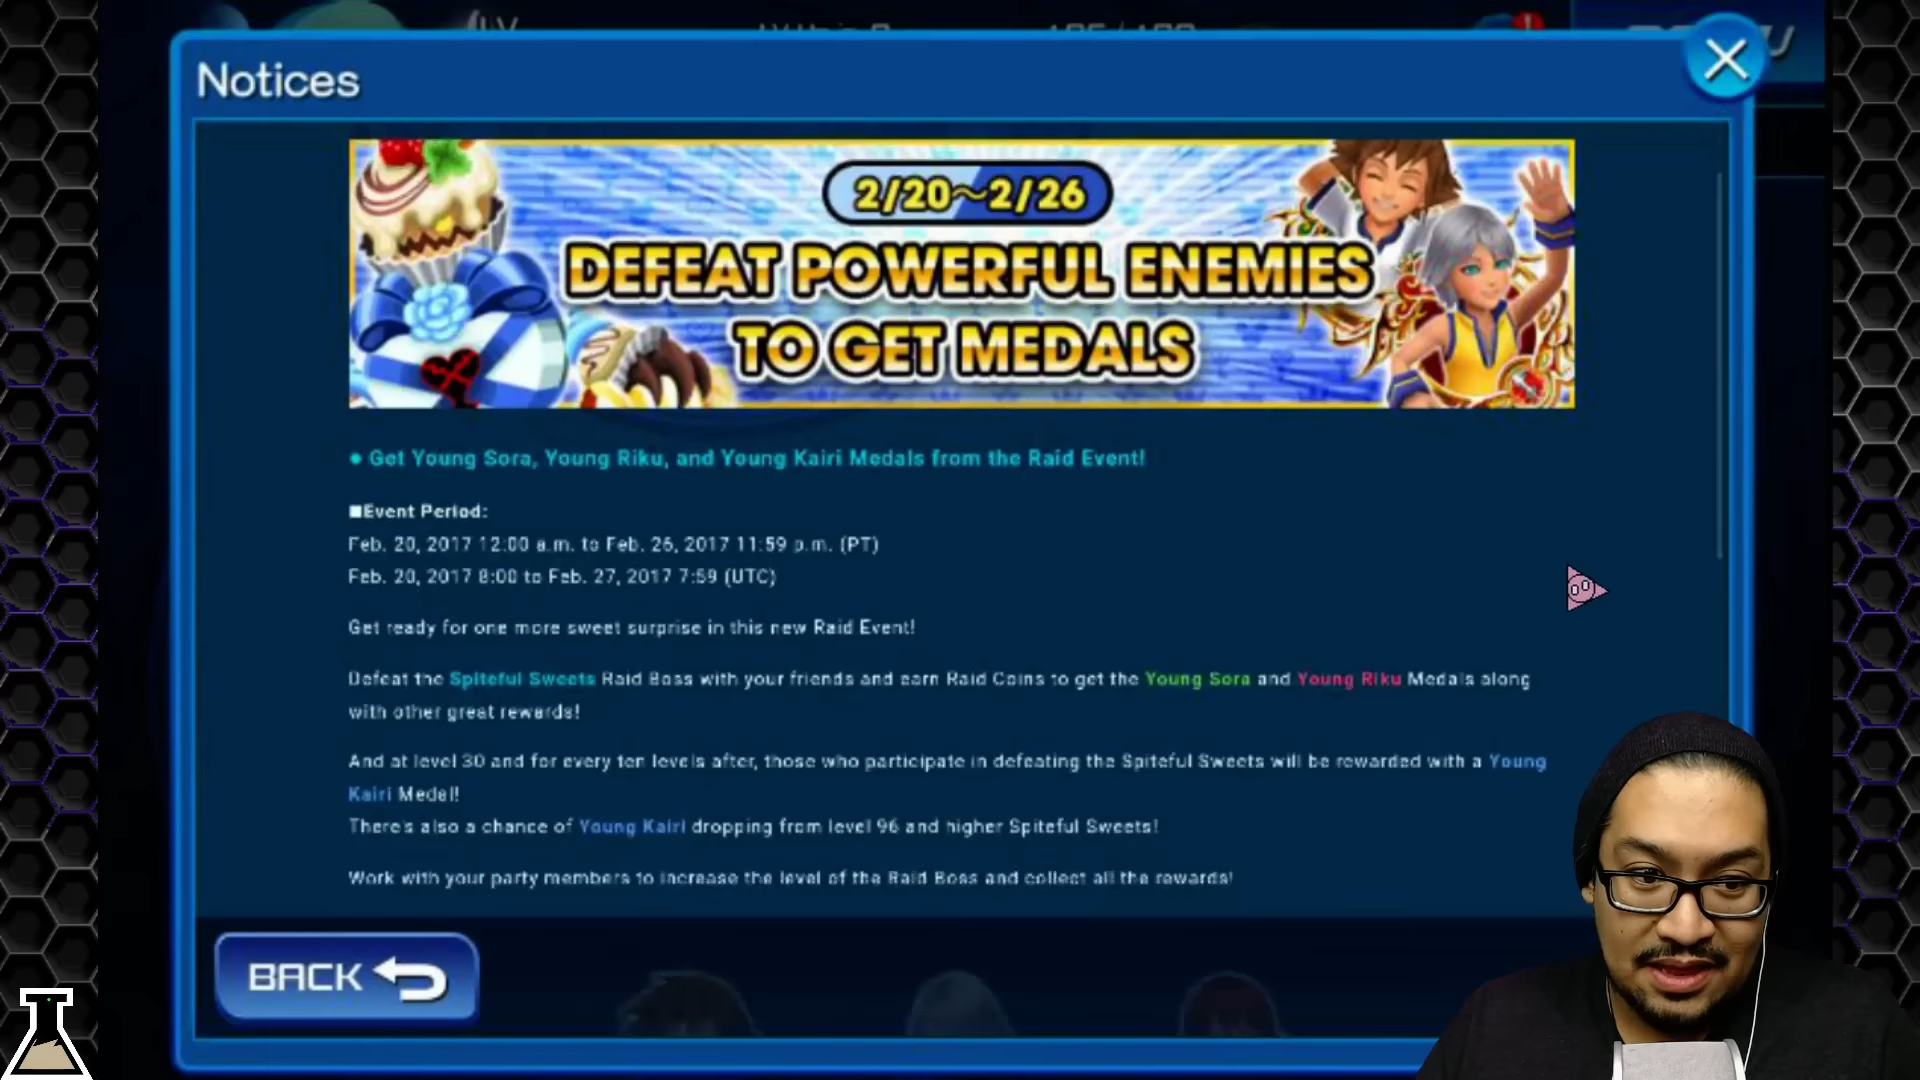 Notices
2/20~2/26
DEFEAT POWERFUL ENEMIES
TO GET MEDALS
● Get Young Sora, Young Riku, and Young Kairi Medals from the Raid Event!
■Event Period:
Feb. 20, 2017 12:00 a.m. to Feb. 26, 2017 11:59 p.m. (PT)
Feb. 20, 2017 8:00 to Feb. 27, 2017 7:59 (UTC)
Get ready for one more sweet surprise in this new Raid Event!
Defeat the Spiteful Sweets Raid Boss with your friends and earn Raid Coins to get the Young Sora and Young Riku Medals along
with other great rewards!
And at level 30 and for every ten levels after, those who participate in defeating the Spiteful Sweets will be rewarded with a Young
Kairi Medal!
There's also a chance of Young Kairi dropping from level 96 and higher Spiteful Sweets!
Work with your party members to increase the level of the Raid Boss and collect all the rewards!
BACK